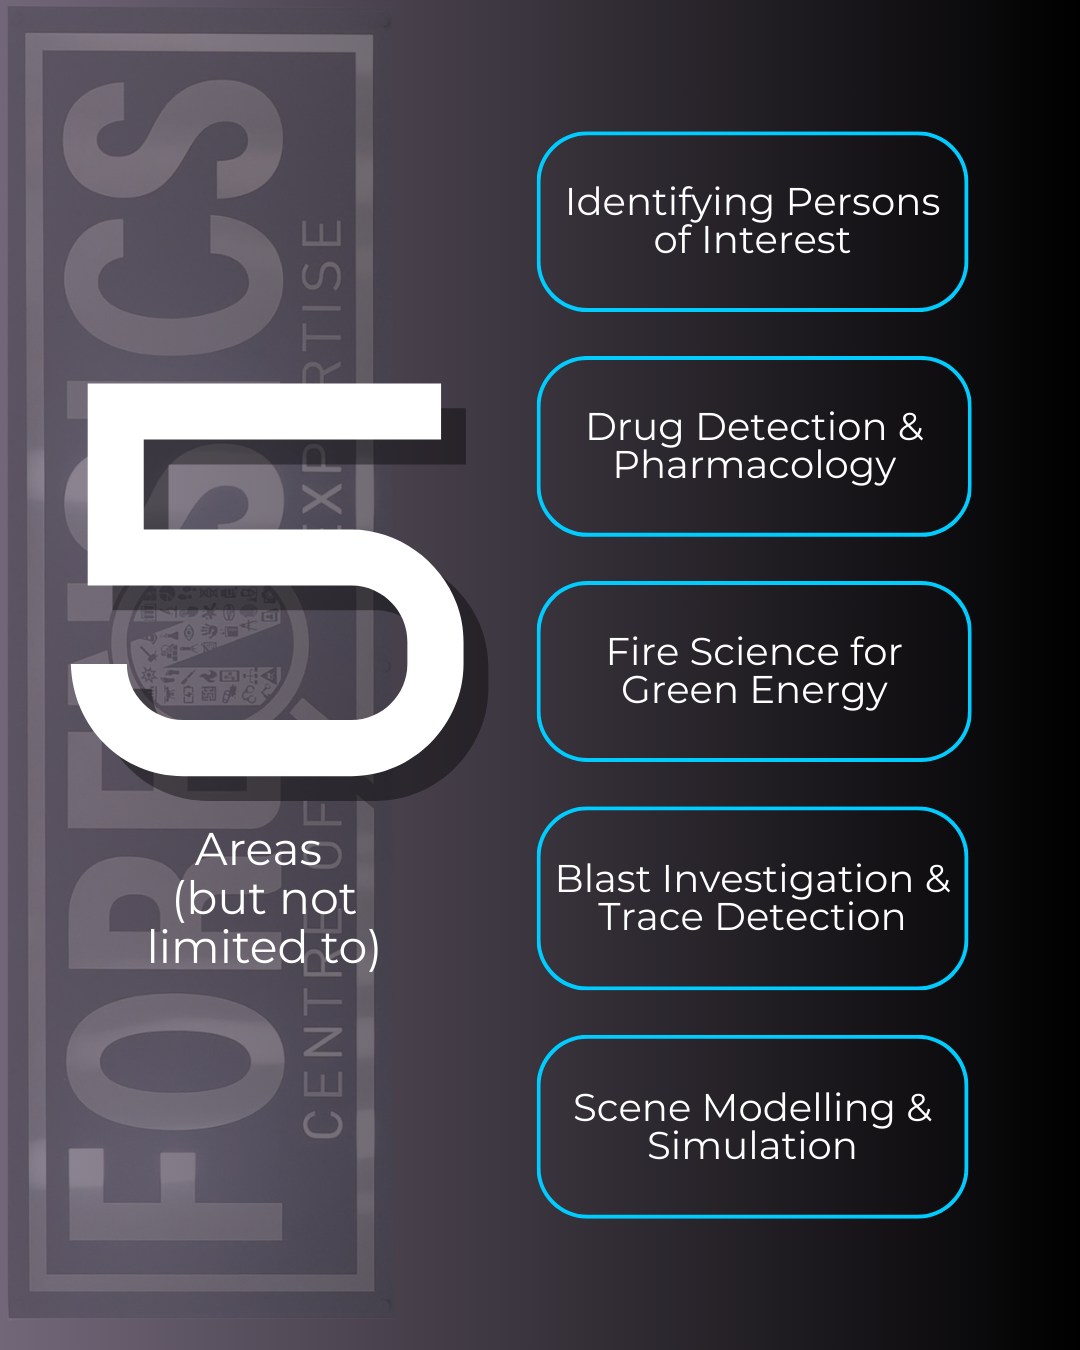 FORENSICS
CENTRE OF EXPERTISE
5
Areas
(but not
limited to)
Identifying Persons
of Interest
Drug Detection &
Pharmacology
Fire Science for
Green Energy
Blast Investigation &
Trace Detection
Scene Modelling &
Simulation